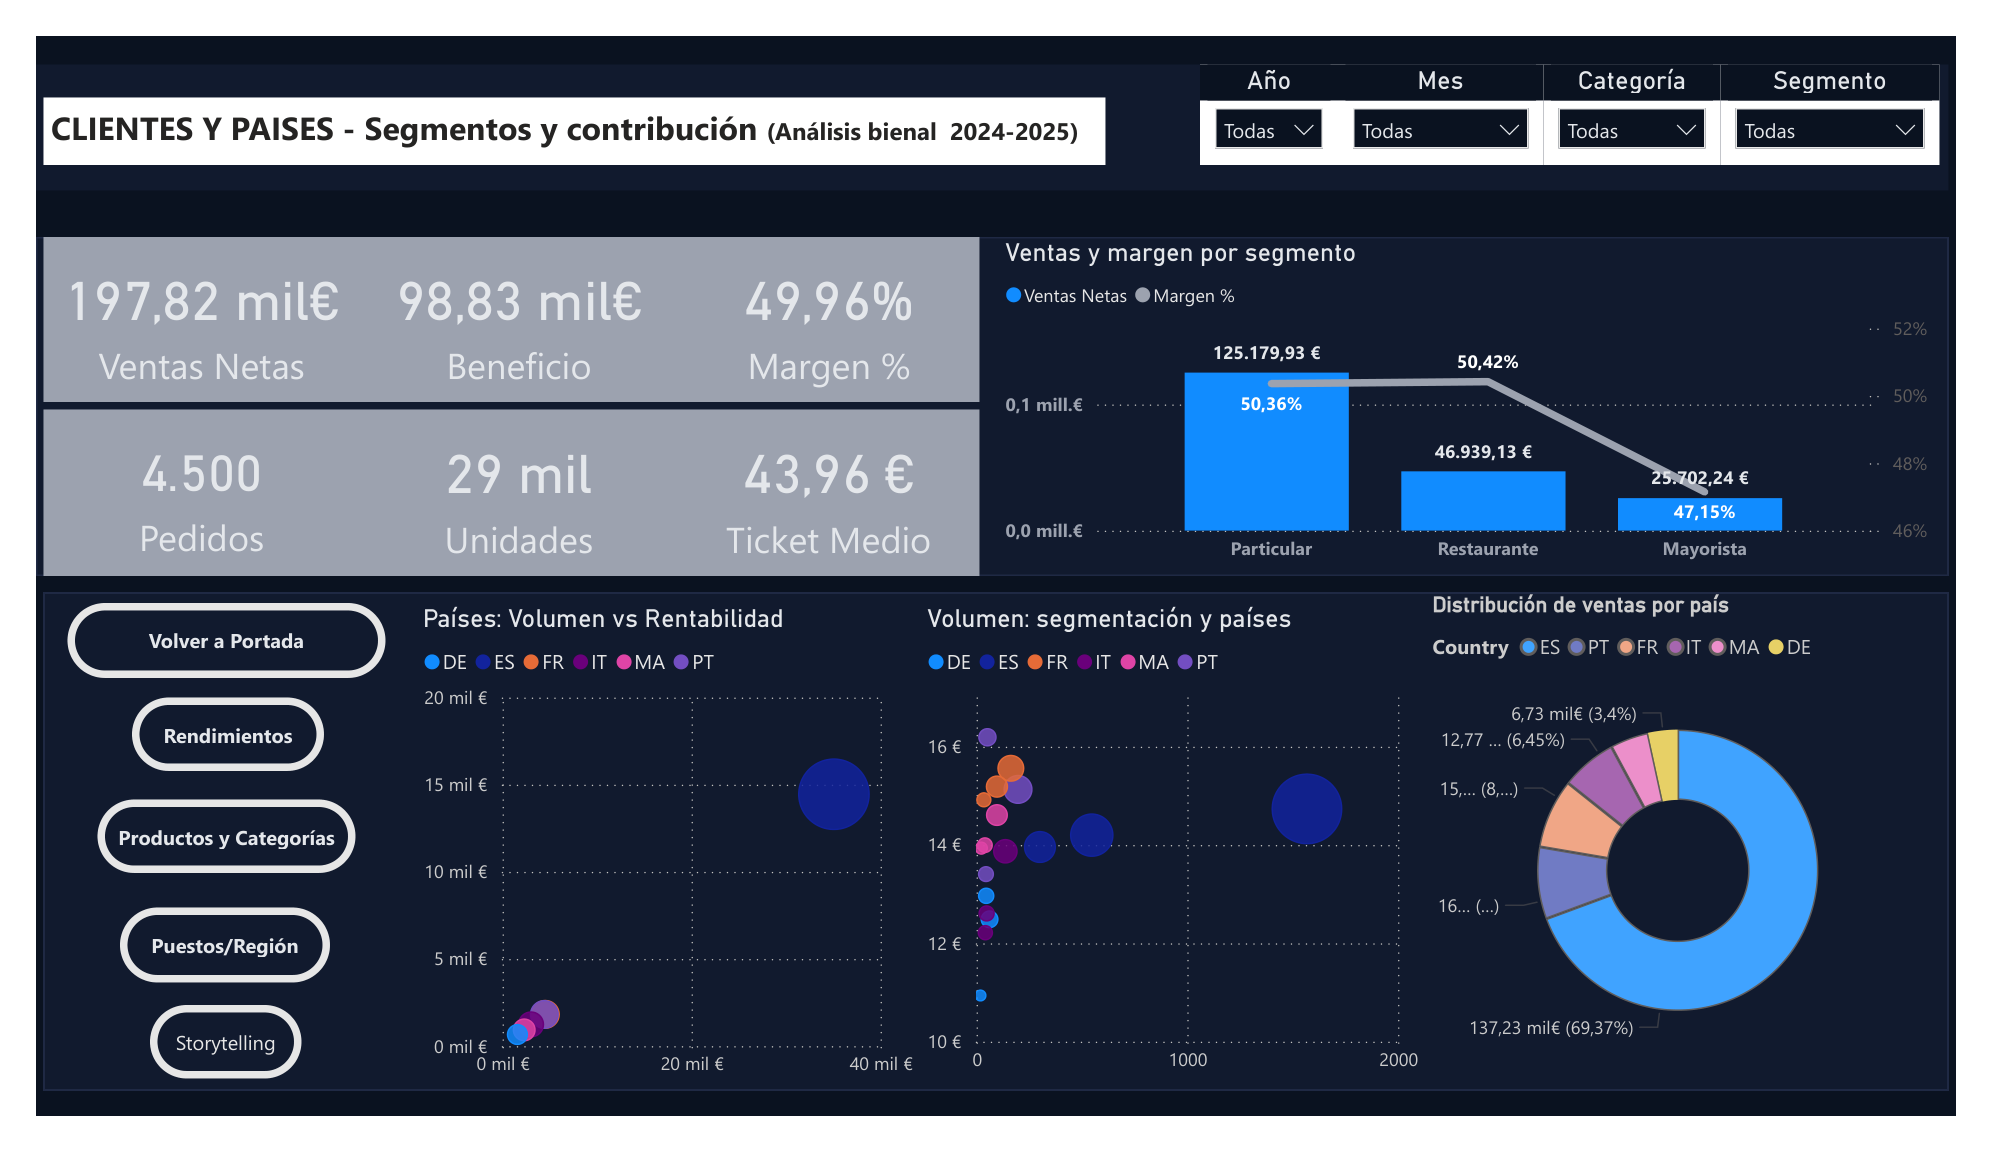 Año Mes Categoría Segmento
CLIENTES Y PAISES - Segmentos y contribución (Análisis bienal 2024-2025)
Todas Todas Todas Todas
197,82 mil€ 98,83 mil€ 49,96%
Ventas Netas Beneficio Margen %
4.500 29 mil 43,96 €
Pedidos Unidades Ticket Medio
Ventas y margen por segmento
Ventas Netas Margen %
52%
125.179,93 €
50,42%
50%
0,1 mill.€
50,36%
46.939,13 €
48%
25.702,24 €
47,15%
0,0 mill.€
46%
Particular Restaurante Mayorista
Volver a Portada
Rendimientos
Productos y Categorías
Puestos/Región
Storytelling
Países: Volumen vs Rentabilidad
DE ES FR IT MA PT
20 mil €
15 mil €
10 mil €
5 mil €
0 mil €
0 mil € 20 mil € 40 mil €
Volumen: segmentación y países
DE ES FR IT MA PT
16 €
14 €
12 €
10 €
0 1000 2000
Distribución de ventas por país
Country ES PT FR IT MA DE
6,73 mil€ (3,4%)
12,77 ... (6,45%)
15,... (8,...)
16... (...)
137,23 mil€ (69,37%)